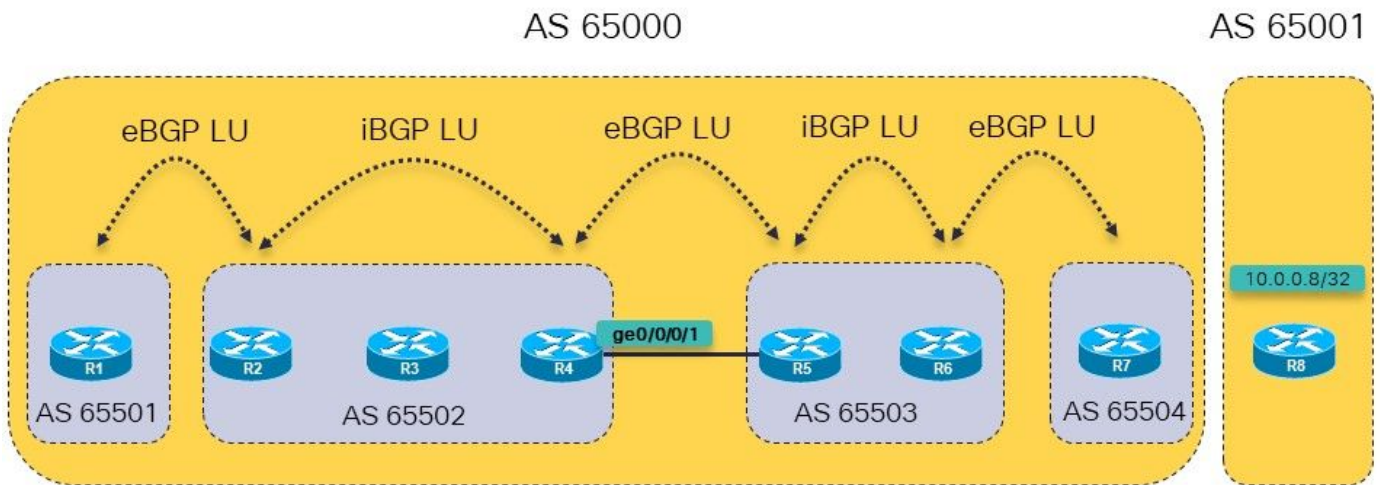 AS 65000
AS 65001
eBGP LU
iBGP LU
eBGP LU
iBGP LU
eBGP LU
10.0.0.8/32
ge0/0/0/1
R1
R2
R3
R4
R5
R6
R7
R8
AS 65501
AS 65502
AS 65503
AS 65504